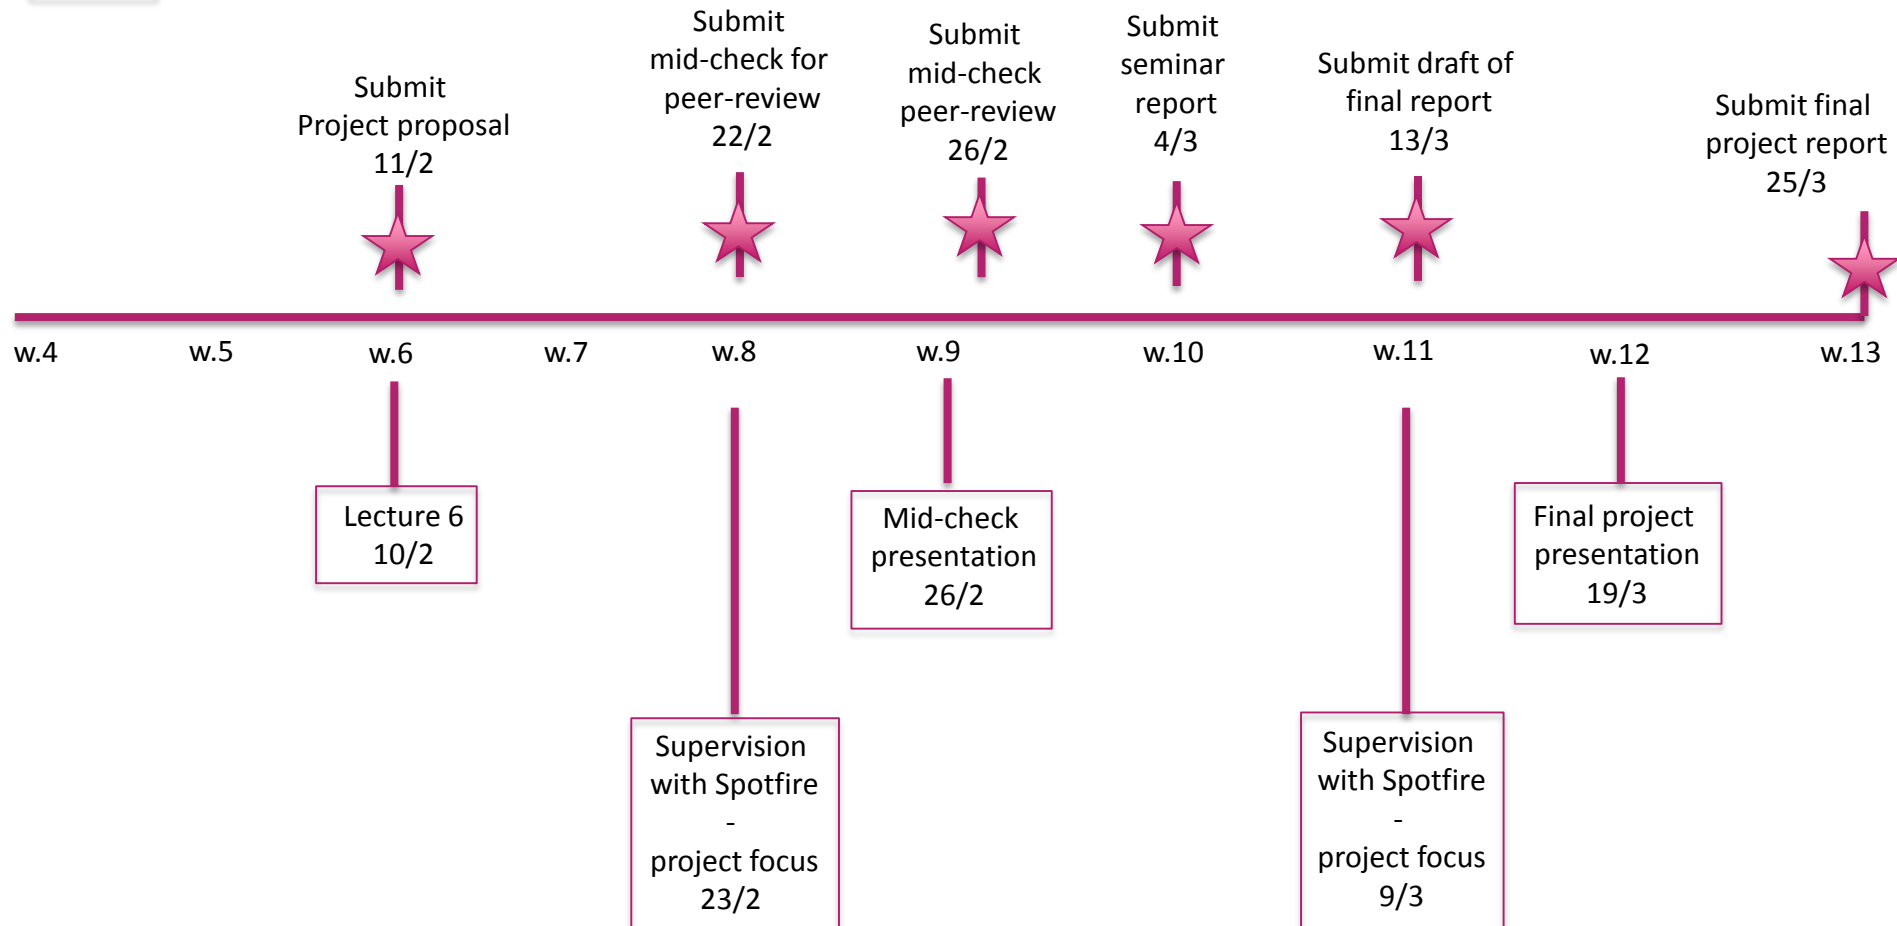 Submit
Project proposal
11/2
Submit
mid-check for
peer-review
22/2
Submit
mid-check
peer-review
26/2
Submit
seminar
report
4/3
Submit draft of
final report
13/3
Submit final
project report
25/3
w.4
w.5
w.6
w.7
w.8
w.9
w.10
w.11
w.12
w.13
Lecture 6
10/2
Mid-check
presentation
26/2
Final project
presentation
19/3
Supervision
with Spotfire
-
project focus
23/2
Supervision
with Spotfire
-
project focus
9/3